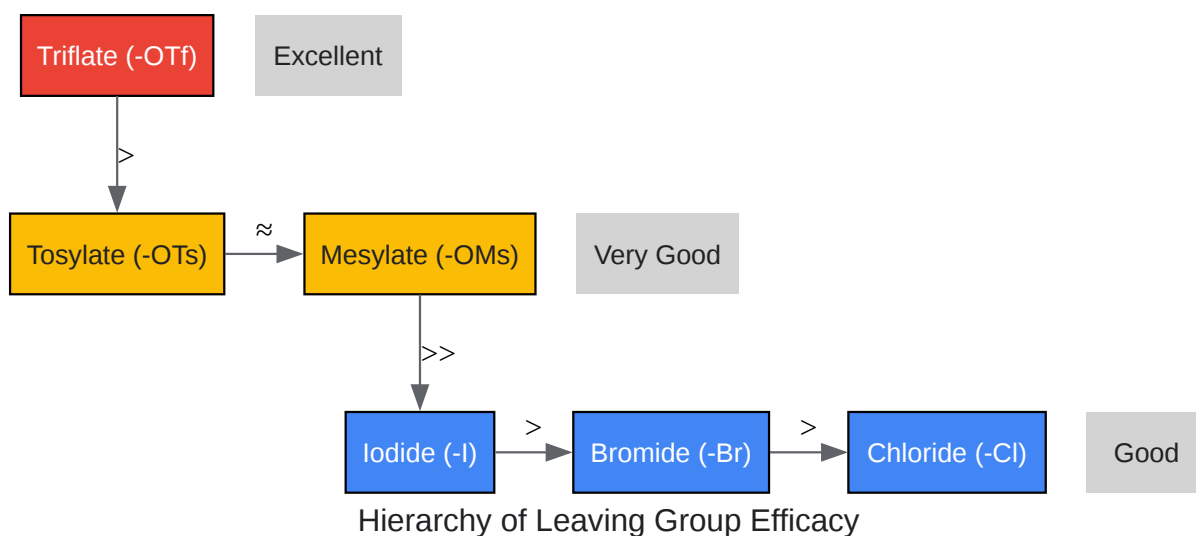 Triflate (-OTf)
Excellent
>
Tosylate (-OTs)
≈
Mesylate (-OMs)
Very Good
>>
Iodide (-I)
>
Bromide (-Br)
>
Chloride (-Cl)
Good
Hierarchy of Leaving Group Efficacy